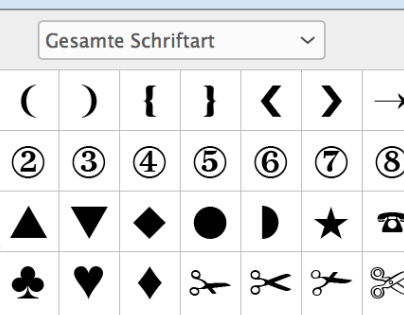 Gesamte Schriftart
( ) { } ❮ ❯ →
② ③ ④ ⑤ ⑥ ⑦ ⑧
▲ ▼ ◆ ● ◗ ★ ☎
♣ ♥ ♦ ✁ ✂ ✃ ✄